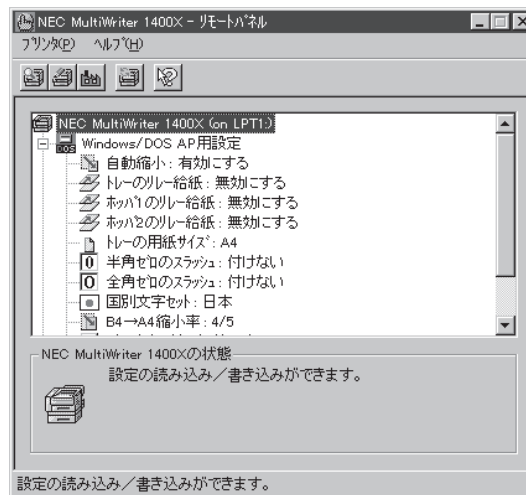 NEC MultiWriter 1400X - リモートパネル
プリンタ(P) ヘルプ(H)
NEC MultiWriter 1400X (on LPT1:)
Windows/DOS AP用設定
自動縮小 : 有効にする
トレーのリレー給紙 : 無効にする
ホッパ1のリレー給紙 : 無効にする
ホッパ2のリレー給紙 : 無効にする
トレーの用紙サイズ : A4
半角ゼロのスラッシュ : 付けない
全角ゼロのスラッシュ : 付けない
国別文字セット : 日本
B4→A4縮小率 : 4/5
NEC MultiWriter 1400Xの状態
設定の読み込み/書き込みができます。
設定の読み込み/書き込みができます。